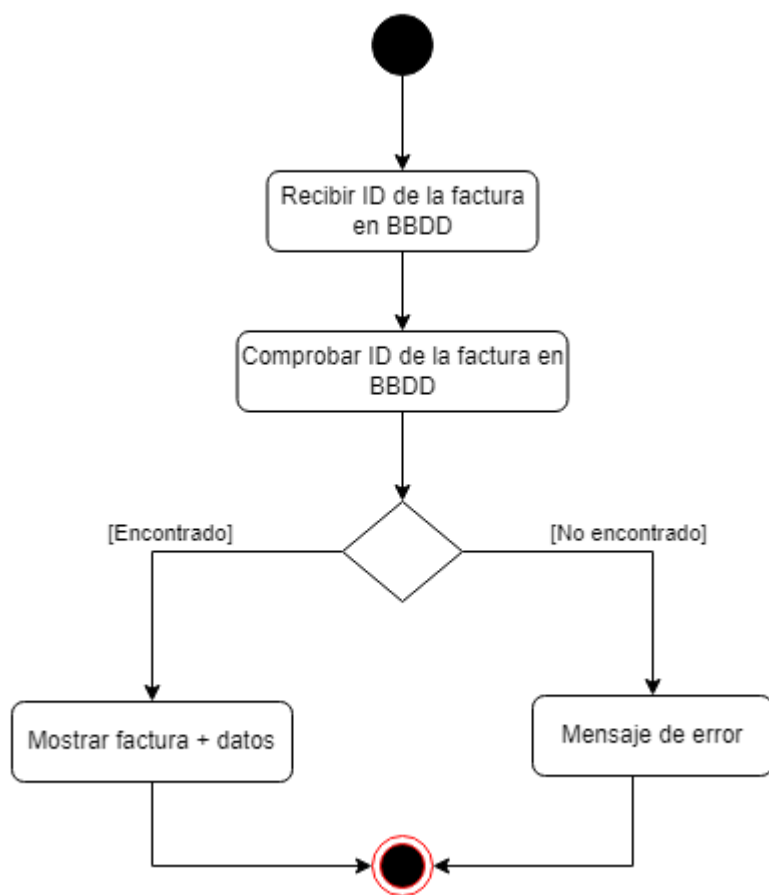 Recibir ID de la factura
en BBDD
Comprobar ID de la factura en
BBDD
[Encontrado]
[No encontrado]
Mostrar factura + datos
Mensaje de error